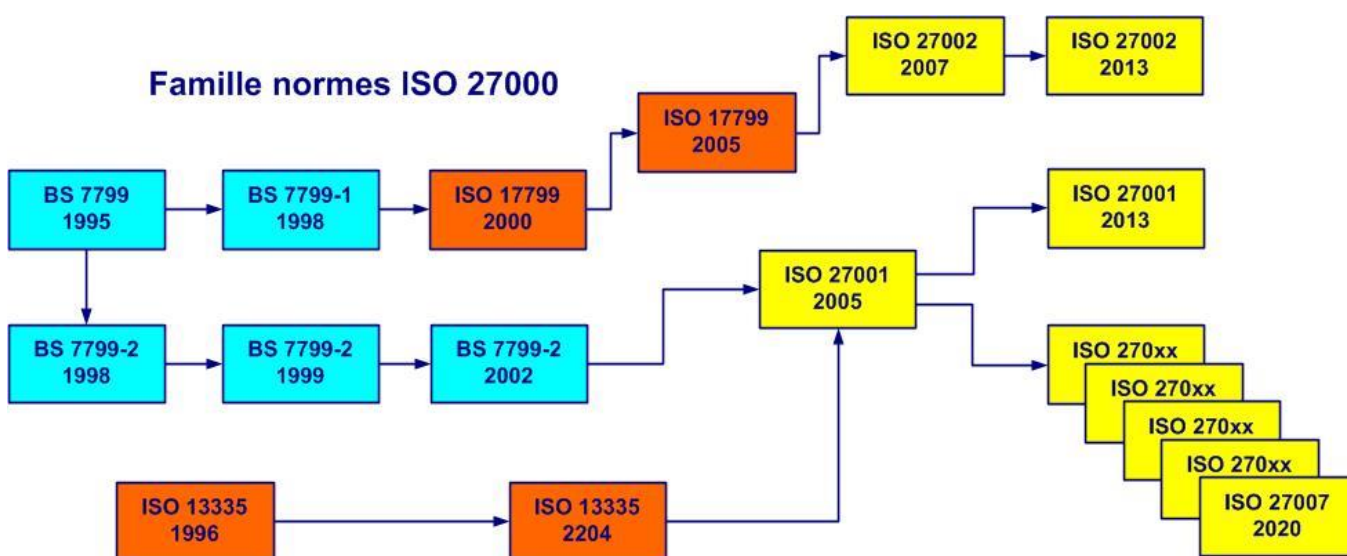 Famille normes ISO 27000
ISO 27002
2007
ISO 27002
2013
ISO 17799
2005
BS 7799
1995
BS 7799-1
1998
ISO 17799
2000
ISO 27001
2013
ISO 27001
2005
BS 7799-2
1998
BS 7799-2
1999
BS 7799-2
2002
ISO 270xx
ISO 270xx
ISO 270xx
ISO 270xx
ISO 27007
2020
ISO 13335
1996
ISO 13335
2204